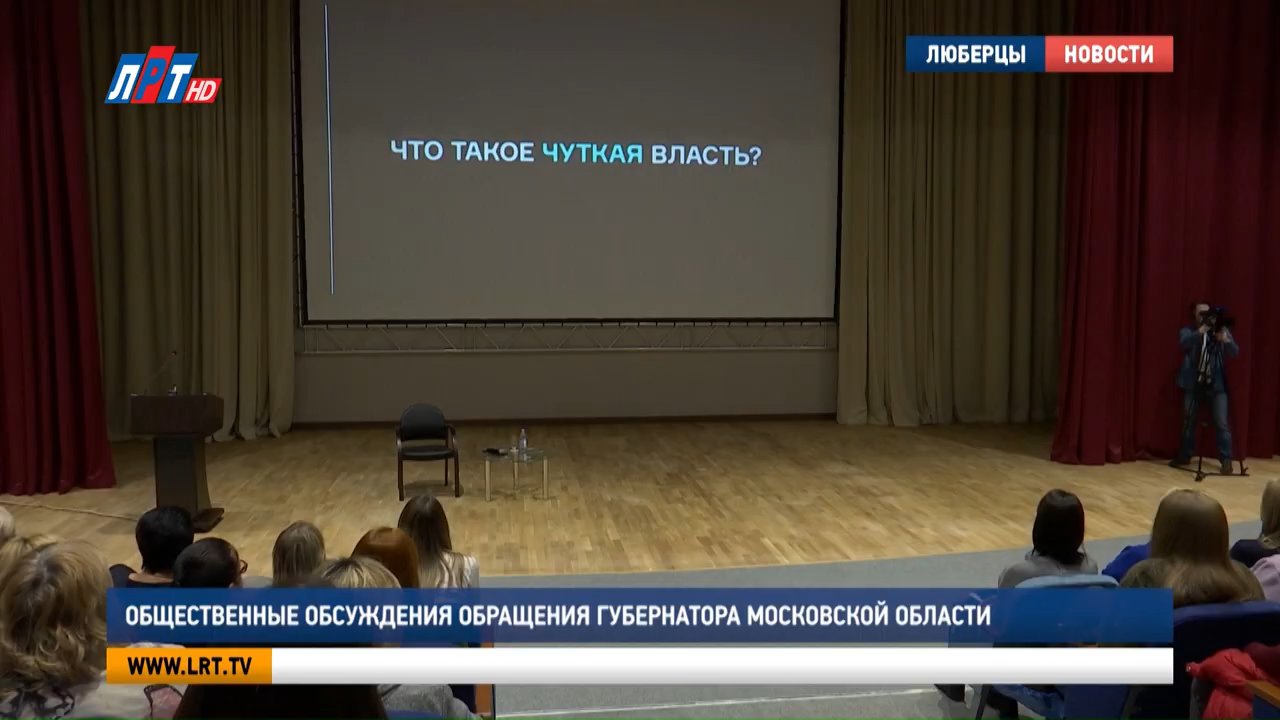 ЛРТ HD
ЛЮБЕРЦЫ НОВОСТИ
ЧТО ТАКОЕ ЧУТКАЯ ВЛАСТЬ?
ОБЩЕСТВЕННЫЕ ОБСУЖДЕНИЯ ОБРАЩЕНИЯ ГУБЕРНАТОРА МОСКОВСКОЙ ОБЛАСТИ
WWW.LRT.TV